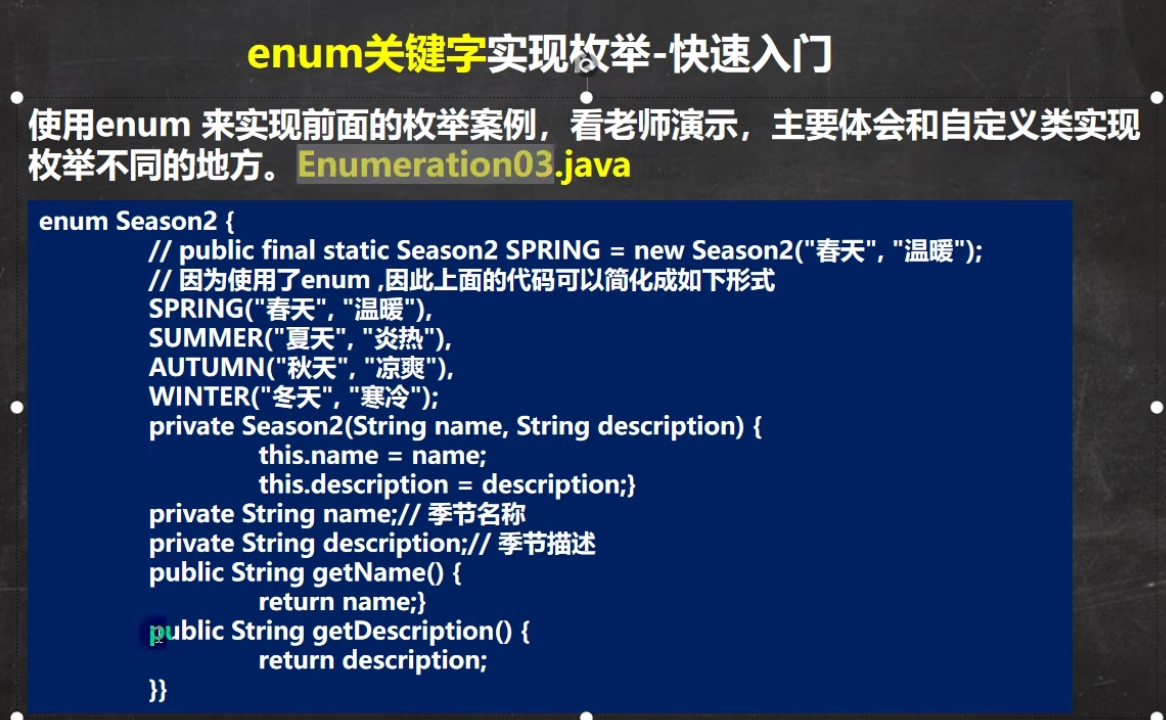 enum关键字实现枚举-快速入门
使用enum 来实现前面的枚举案例，看老师演示，主要体会和自定义类实现
枚举不同的地方。Enumeration03.java
enum Season2 {
// public final static Season2 SPRING = new Season2("春天", "温暖");
// 因为使用了enum ,因此上面的代码可以简化成如下形式
SPRING("春天", "温暖"),
SUMMER("夏天", "炎热"),
AUTUMN("秋天", "凉爽"),
WINTER("冬天", "寒冷");
private Season2(String name, String description) {
this.name = name;
this.description = description;}
private String name;// 季节名称
private String description;// 季节描述
public String getName() {
return name;}
public String getDescription() {
return description;
}}